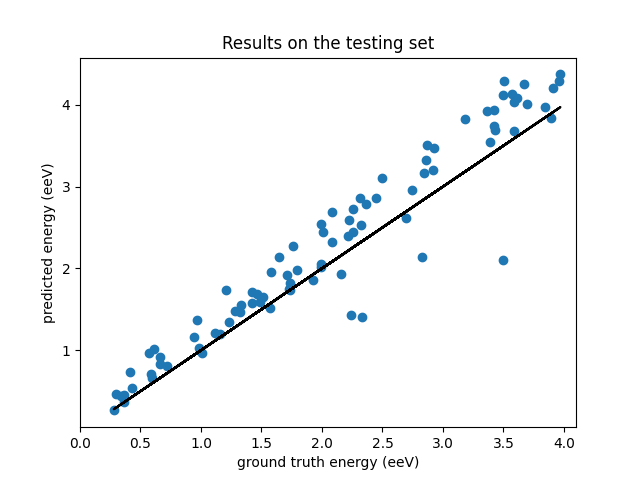 Results on the testing set
predicted energy (eeV)
4
3
2
1
0.0 0.5 1.0 1.5 2.0 2.5 3.0 3.5 4.0
ground truth energy (eeV)